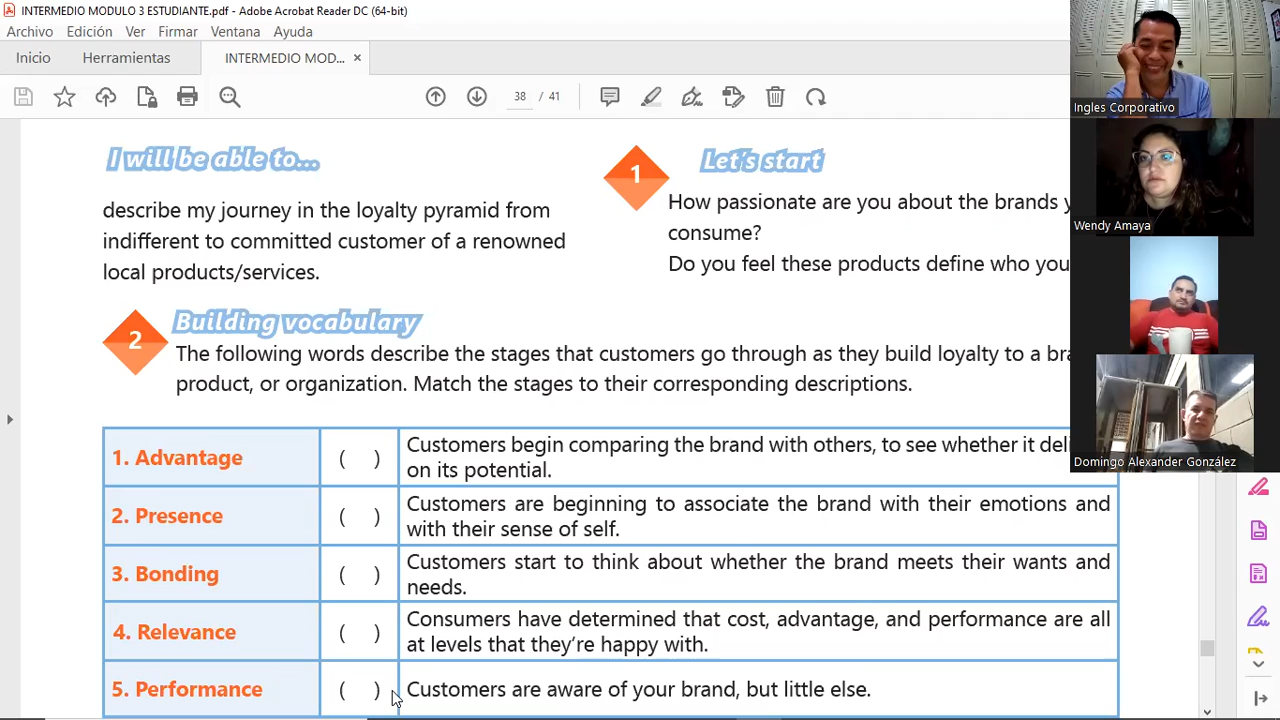 INTERMEDIO MODULO 3 ESTUDIANTE.pdf - Adobe Acrobat Reader DC (64-bit)
Archivo Edición Ver Firmar Ventana Ayuda
Inicio Herramientas INTERMEDIO MOD... ×
38 / 41
I will be able to...
describe my journey in the loyalty pyramid from
indifferent to committed customer of a renowned
local products/services.
1 Let's start
How passionate are you about the brands y
consume?
Do you feel these products define who you
2 Building vocabulary
The following words describe the stages that customers go through as they build loyalty to a bra
product, or organization. Match the stages to their corresponding descriptions.
1. Advantage ( ) Customers begin comparing the brand with others, to see whether it deli
on its potential.
2. Presence ( ) Customers are beginning to associate the brand with their emotions and
with their sense of self.
3. Bonding ( ) Customers start to think about whether the brand meets their wants and
needs.
4. Relevance ( ) Consumers have determined that cost, advantage, and performance are all
at levels that they're happy with.
5. Performance ( ) Customers are aware of your brand, but little else.
Ingles Corporativo
Wendy Amaya
Domingo Alexander González